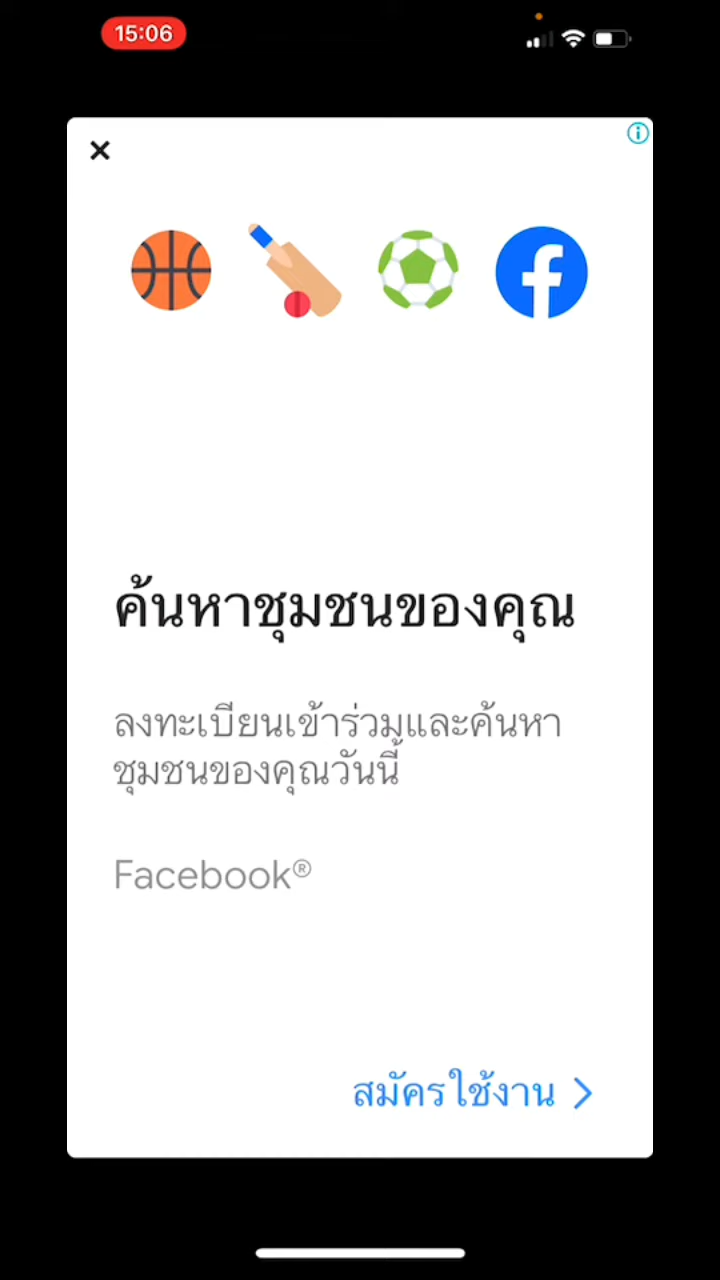 15:06
ค้นหาชุมชนของคุณ
ลงทะเบียนเข้าร่วมและค้นหา
ชุมชนของคุณวันนี้
Facebook®
สมัครใช้งาน